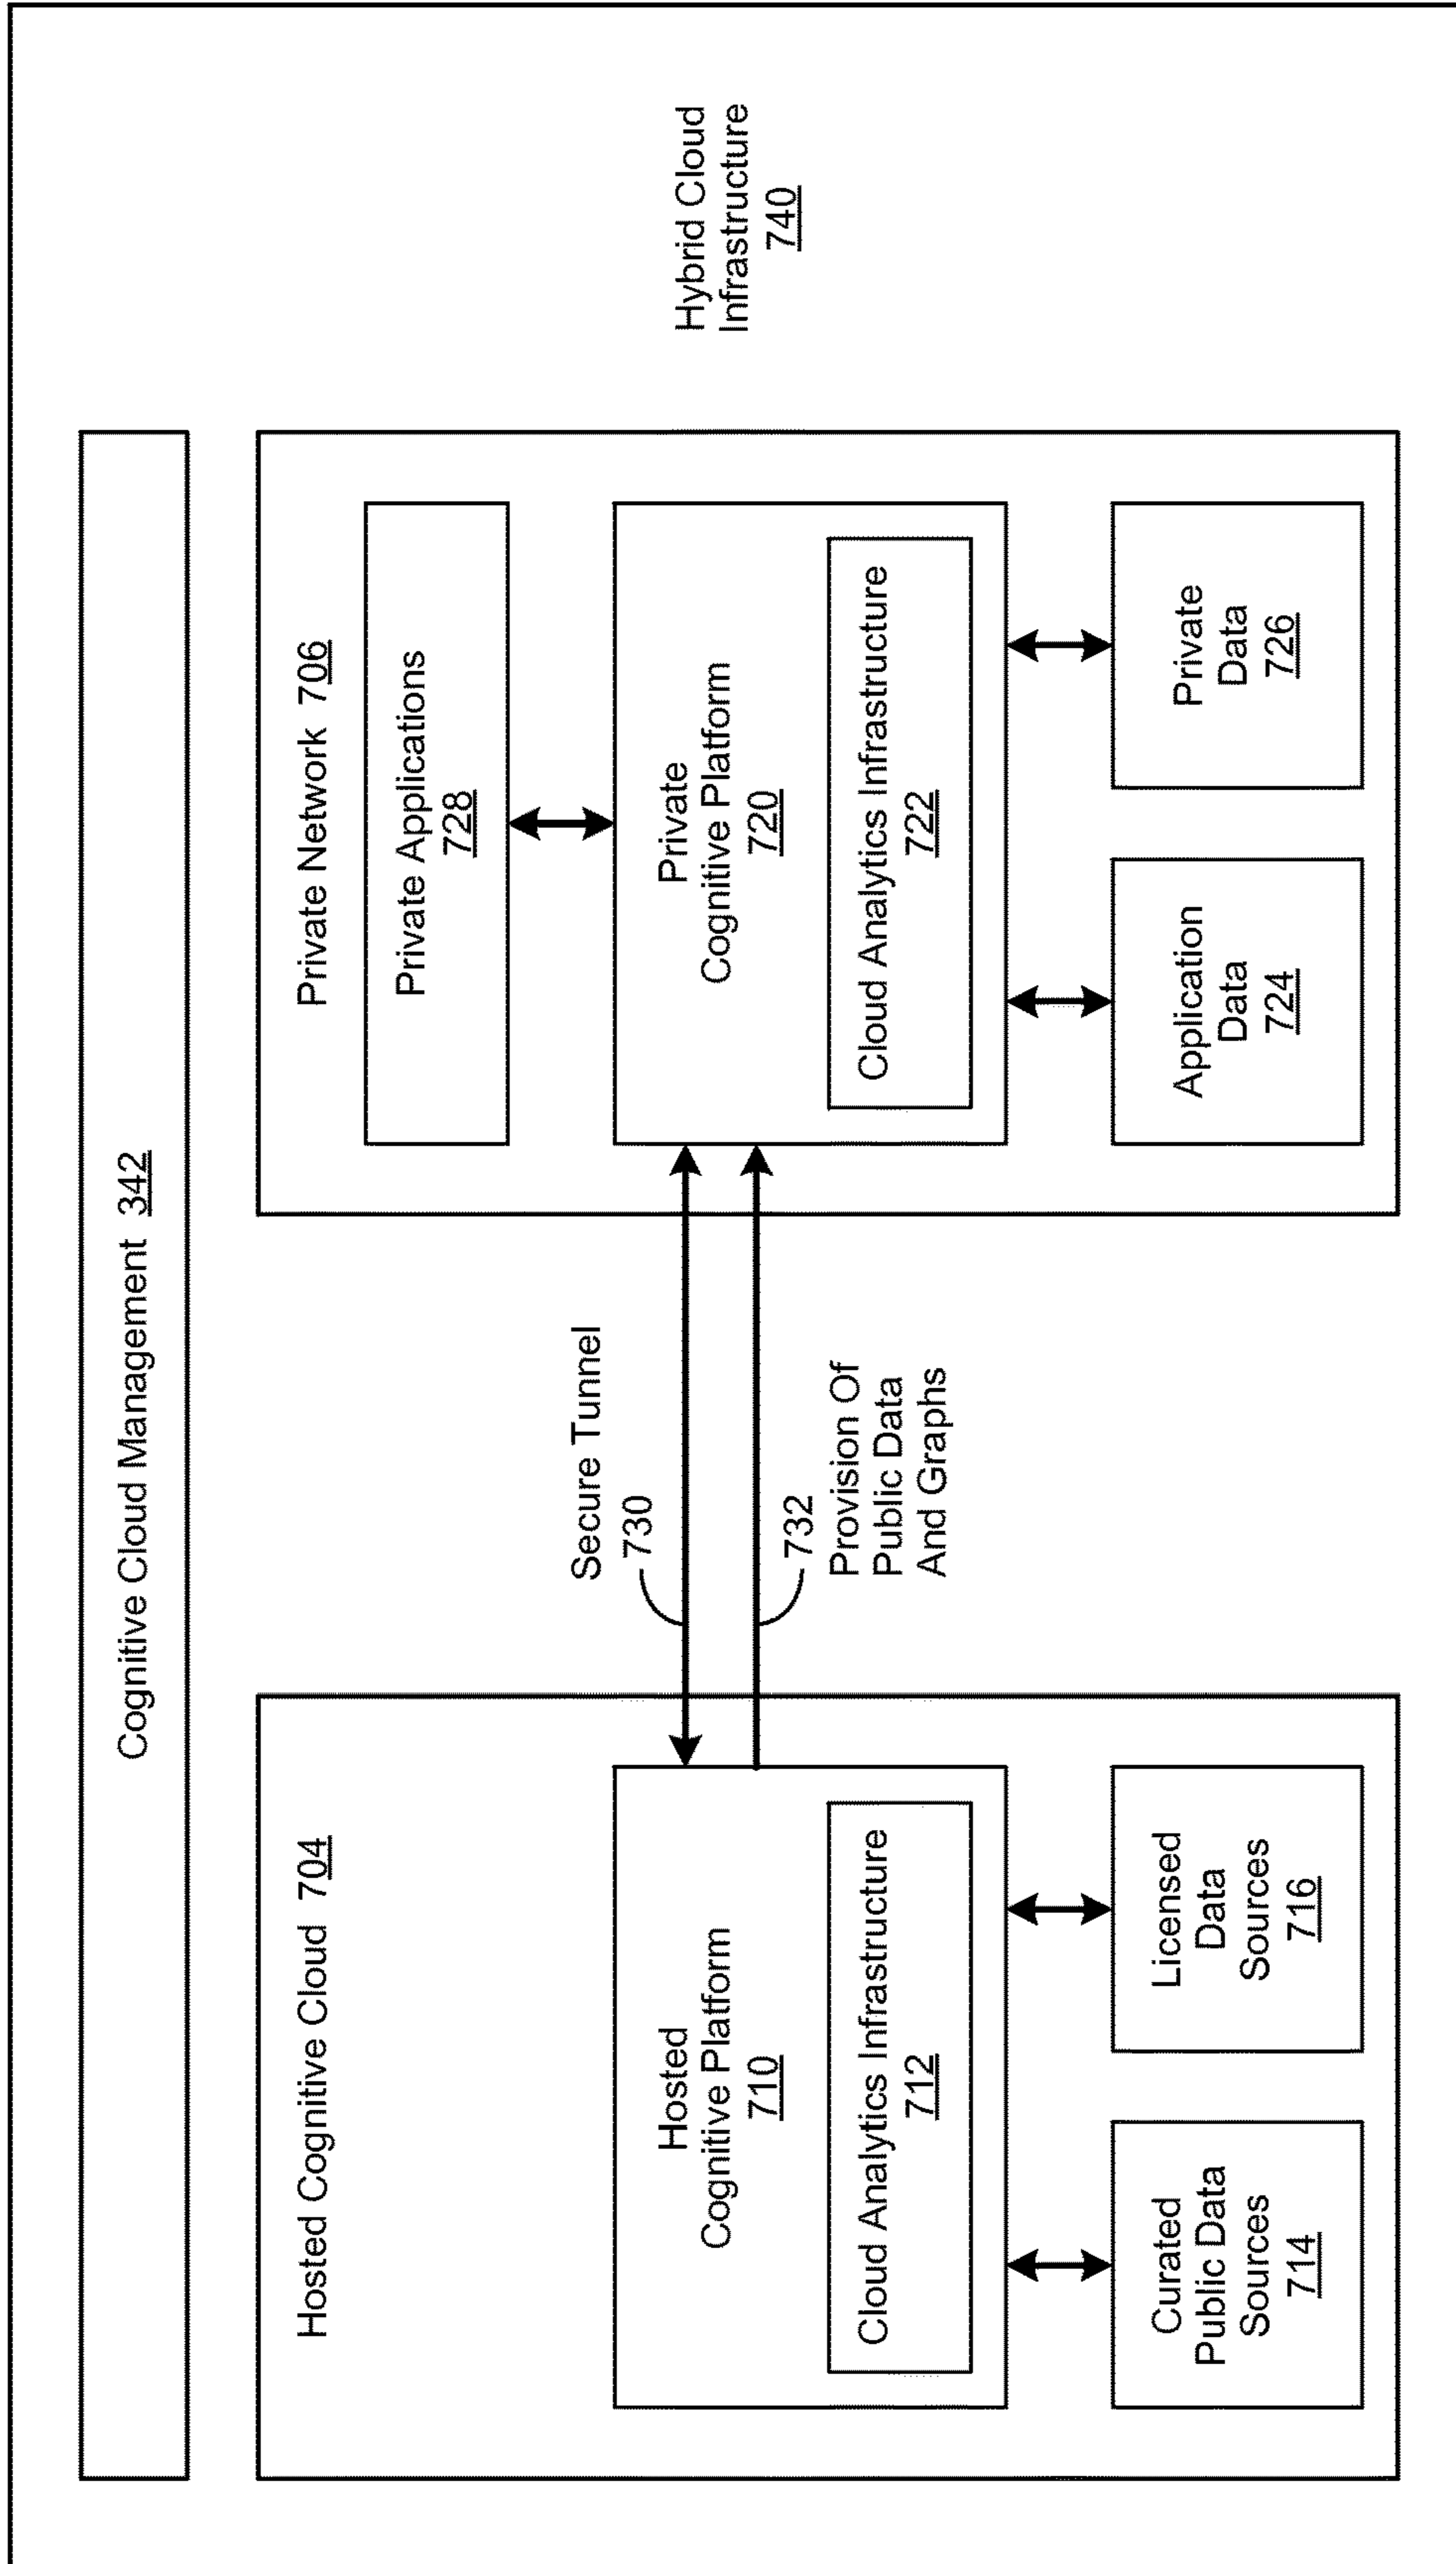 Cognitive Cloud Management 342
Hosted Cognitive Cloud 704
Hosted
Cognitive Platform
710
Cloud Analytics Infrastructure
712
Curated
Public Data
Sources
714
Licensed
Data
Sources
716
Secure Tunnel
730
732
Provision Of
Public Data
And Graphs
Private Network 706
Private Applications
728
Private
Cognitive Platform
720
Cloud Analytics Infrastructure
722
Application
Data
724
Private
Data
726
Hybrid Cloud
Infrastructure
740